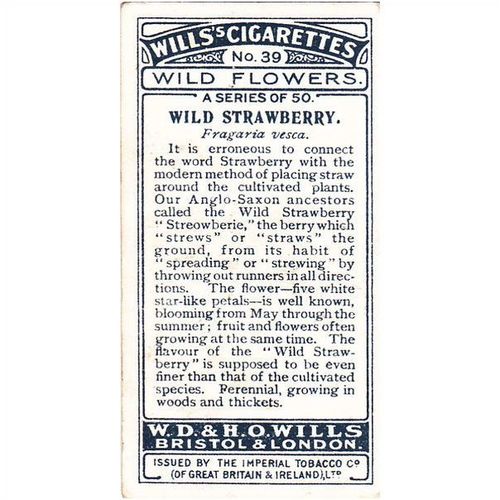 WILLS'S CIGARETTES
No. 39
WILD FLOWERS.
A SERIES OF 50.
WILD STRAWBERRY.
Fragaria vesca.
It is erroneous to connect
the word Strawberry with the
modern method of placing straw
around the cultivated plants.
Our Anglo-Saxon ancestors
called the Wild Strawberry
"Streowberie," the berry which
"strews" or "straws" the
ground, from its habit of
"spreading" or "strewing" by
throwing out runners in all direc-
tions. The flower—five white
star-like petals—is well known,
blooming from May through the
summer; fruit and flowers often
growing at the same time. The
flavour of the "Wild Straw-
berry" is supposed to be even
finer than that of the cultivated
species. Perennial, growing in
woods and thickets.
W.D. & H.O. WILLS
BRISTOL & LONDON.
ISSUED BY THE IMPERIAL TOBACCO CO
(OF GREAT BRITAIN & IRELAND), LTD